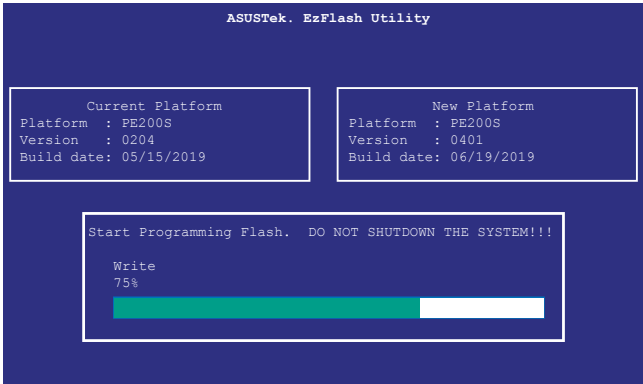 ASUSTek. EzFlash Utility
Current Platform
Platform : PE200S
Version : 0204
Build date: 05/15/2019
New Platform
Platform : PE200S
Version : 0401
Build date: 06/19/2019
Start Programming Flash. DO NOT SHUTDOWN THE SYSTEM!!!
Write
75%